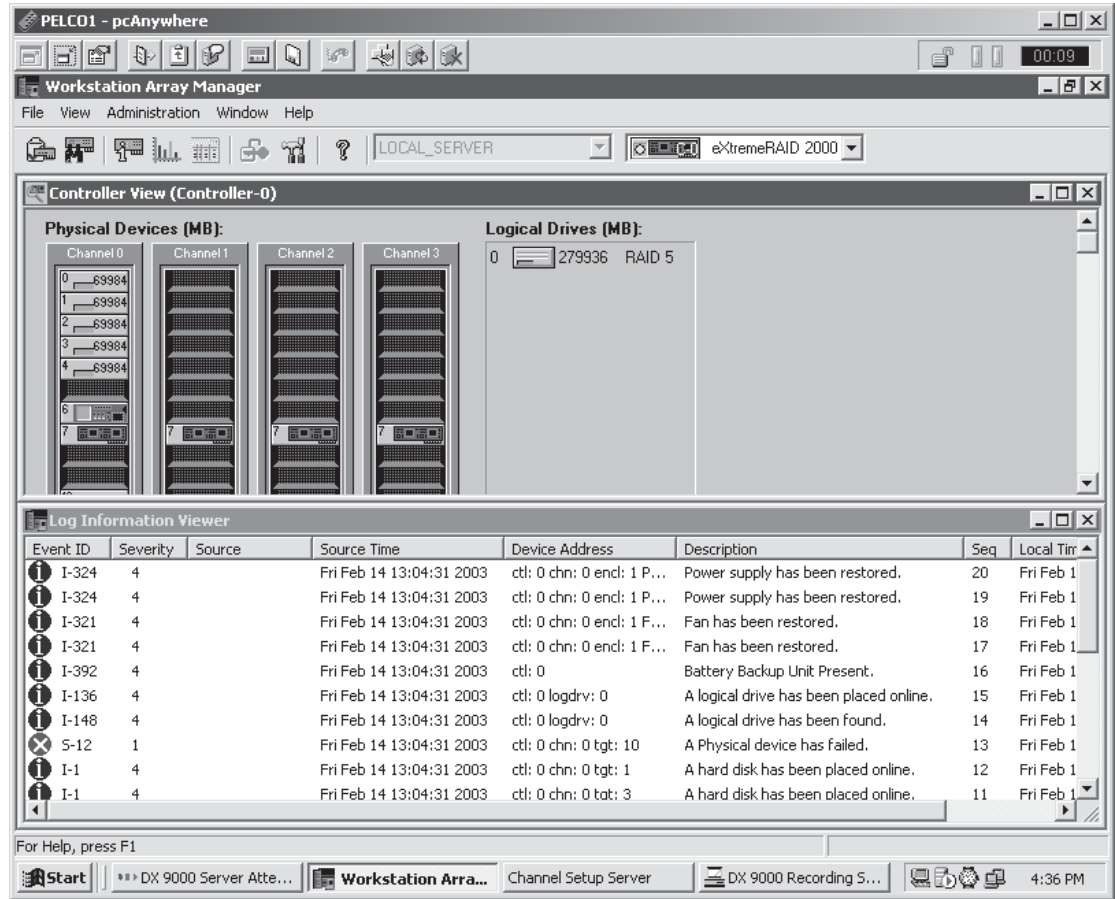 PELCO1 - pcAnywhere
00:09
Workstation Array Manager
File View Administration Window Help
LOCAL_SERVER eXtremeRAID 2000
Controller View (Controller-0)
Physical Devices (MB): Logical Drives (MB):
Channel 0 Channel 1 Channel 2 Channel 3
0 279936 RAID 5
0 69984
1 69984
2 69984
3 69984
4 69984
6
7 7 7 7
Log Information Viewer
Event ID Severity Source Source Time Device Address Description Seq Local Tim
I-324 4 Fri Feb 14 13:04:31 2003 ctl: 0 chn: 0 encl: 1 P... Power supply has been restored. 20 Fri Feb 1
I-324 4 Fri Feb 14 13:04:31 2003 ctl: 0 chn: 0 encl: 1 P... Power supply has been restored. 19 Fri Feb 1
I-321 4 Fri Feb 14 13:04:31 2003 ctl: 0 chn: 0 encl: 1 F... Fan has been restored. 18 Fri Feb 1
I-321 4 Fri Feb 14 13:04:31 2003 ctl: 0 chn: 0 encl: 1 F... Fan has been restored. 17 Fri Feb 1
I-392 4 Fri Feb 14 13:04:31 2003 ctl: 0 Battery Backup Unit Present. 16 Fri Feb 1
I-136 4 Fri Feb 14 13:04:31 2003 ctl: 0 logdrv: 0 A logical drive has been placed online. 15 Fri Feb 1
I-148 4 Fri Feb 14 13:04:31 2003 ctl: 0 logdrv: 0 A logical drive has been found. 14 Fri Feb 1
S-12 1 Fri Feb 14 13:04:31 2003 ctl: 0 chn: 0 tgt: 10 A Physical device has failed. 13 Fri Feb 1
I-1 4 Fri Feb 14 13:04:31 2003 ctl: 0 chn: 0 tgt: 1 A hard disk has been placed online. 12 Fri Feb 1
I-1 4 Fri Feb 14 13:04:31 2003 ctl: 0 chn: 0 tgt: 3 A hard disk has been placed online. 11 Fri Feb 1
For Help, press F1
Start DX 9000 Server Atte... Workstation Arra... Channel Setup Server DX 9000 Recording S... 4:36 PM